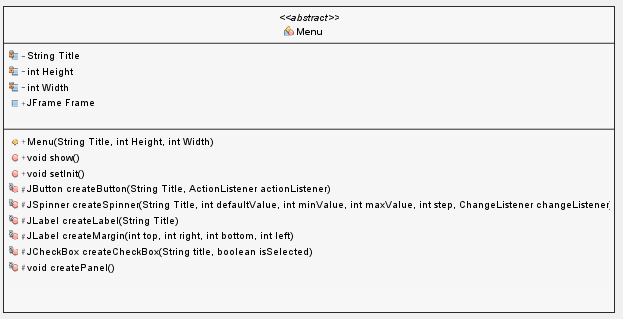 <<abstract>>
Menu
- String Title
- int Height
- int Width
+ JFrame Frame
+ Menu(String Title, int Height, int Width)
+ void show()
+ void setInit()
# JButton createButton(String Title, ActionListener actionListener)
# JSpinner createSpinner(String Title, int defaultValue, int minValue, int maxValue, int step, ChangeListener changeListener)
# JLabel createLabel(String Title)
# JLabel createMargin(int top, int right, int bottom, int left)
# JCheckBox createCheckBox(String title, boolean isSelected)
# void createPanel()